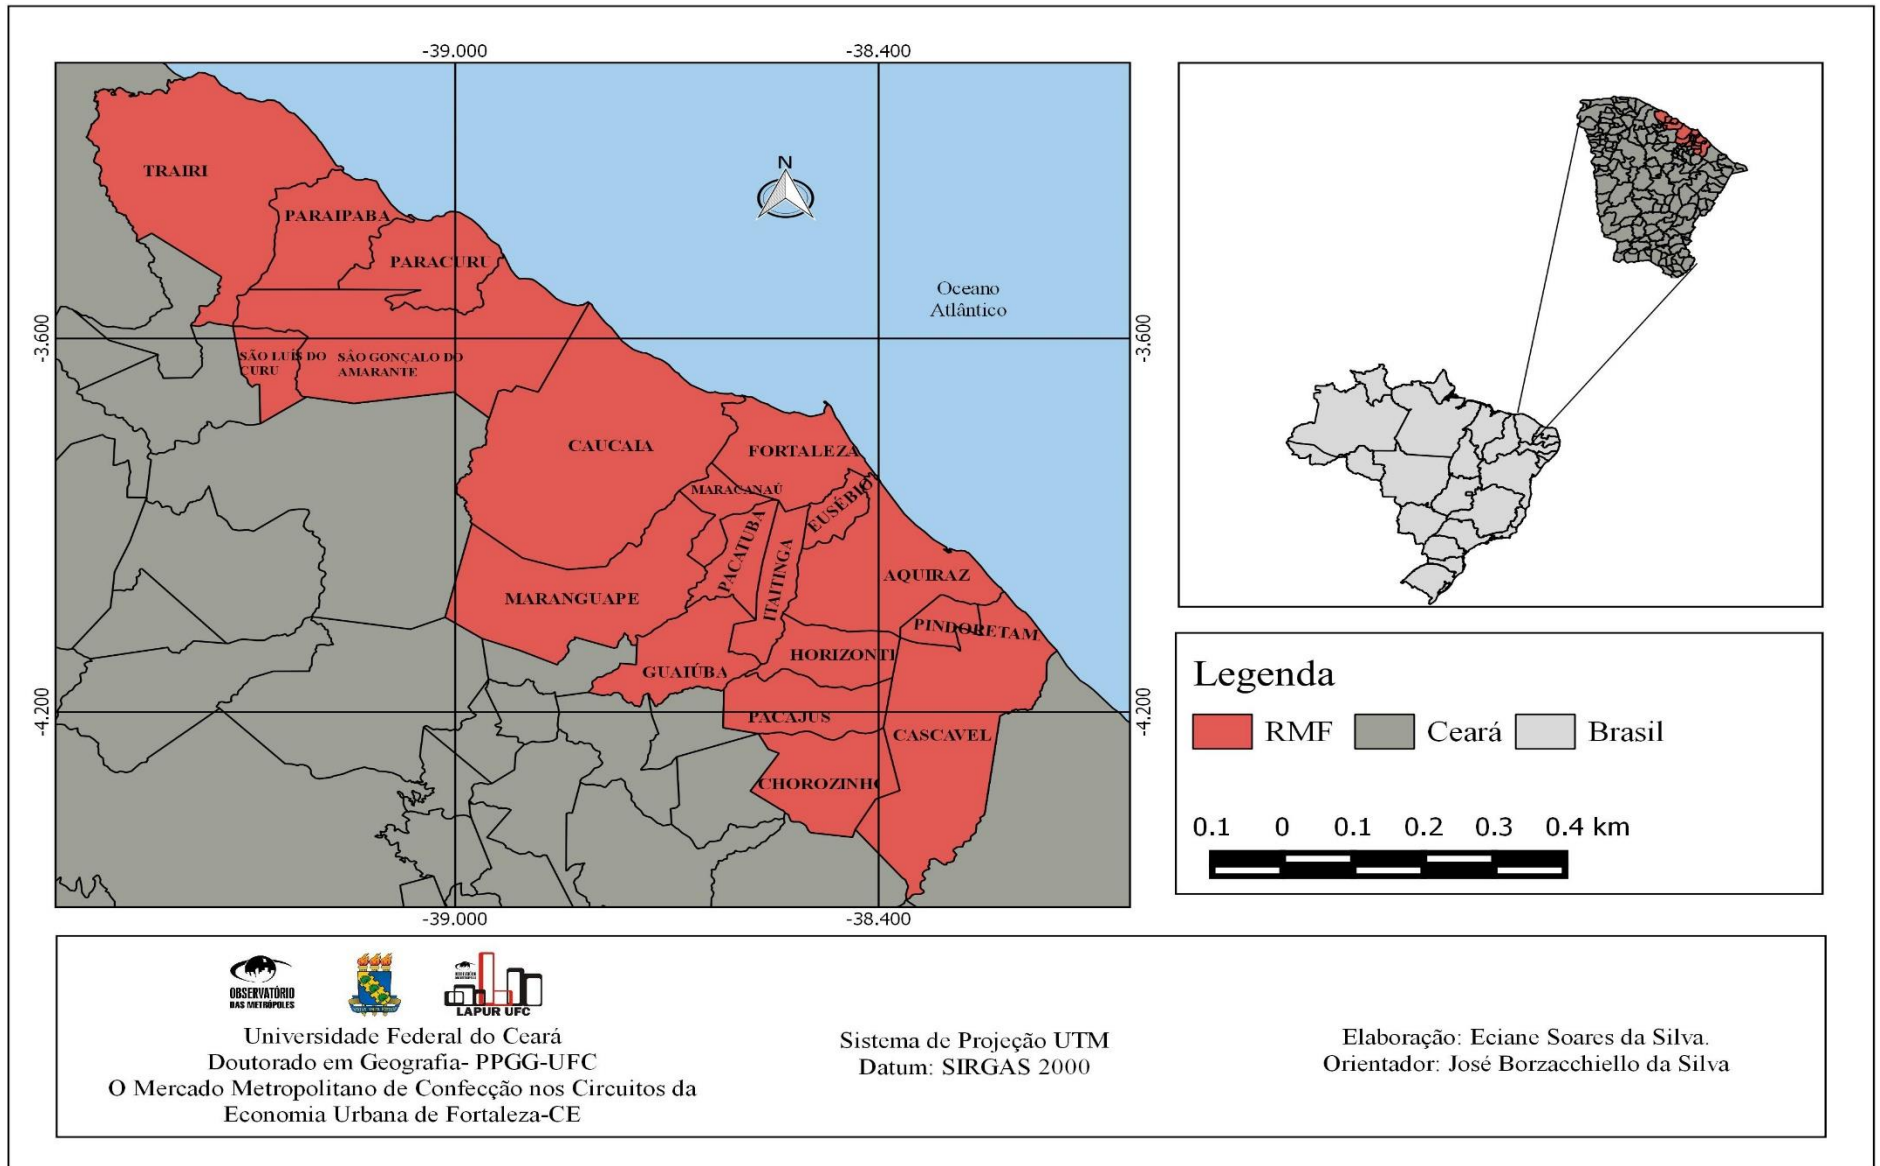 -39.000
-38.400
TRAIRI
PARAIPABA
PARACURU
N
Oceano
Atlântico
-3.600
-3.600
SÃO LUÍS DO
CURU
SÂO GONÇALO DO
AMARANTE
CAUCAIA
FORTALEZA
MARACANAÚ
EUSÉBIO
PACATUBA
ITAITINGA
AQUIRAZ
MARANGUAPE
PINDORETAM
HORIZONTI
GUAIÚBA
-4.200
-4.200
PACAJUS
CASCAVEL
CHOROZINHO
-39.000
-38.400
Legenda
RMF
Ceará
Brasil
0.1 0 0.1 0.2 0.3 0.4 km
OBSERVATÓRIO
DAS METRÓPOLES
LAPUR UFC
Universidade Federal do Ceará
Doutorado em Geografia- PPGG-UFC
O Mercado Metropolitano de Confecção nos Circuitos da
Economia Urbana de Fortaleza-CE
Sistema de Projeção UTM
Datum: SIRGAS 2000
Elaboração: Eciane Soares da Silva.
Orientador: José Borzacchiello da Silva